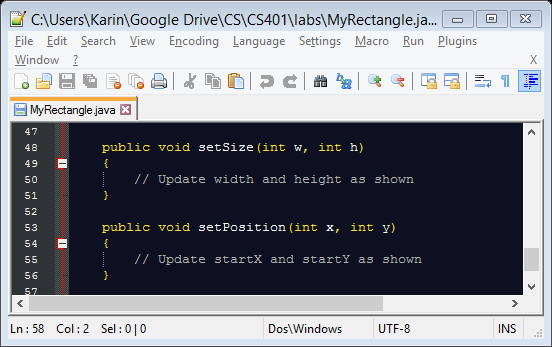 C:\Users\Karin\Google Drive\CS\CS401\labs\MyRectangle.ja...
File Edit Search View Encoding Language Settings Macro Run Plugins
Window ? X
MyRectangle.java
47
48 public void setSize(int w, int h)
49 {
50 // Update width and height as shown
51 }
52
53 public void setPosition(int x, int y)
54 {
55 // Update startX and startY as shown
56 }
57
Ln : 58 Col : 2 Sel : 0 | 0 Dos\Windows UTF-8 INS